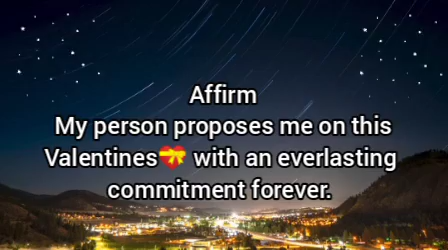 Affirm
My person proposes me on this
Valentines💝 with an everlasting
commitment forever.